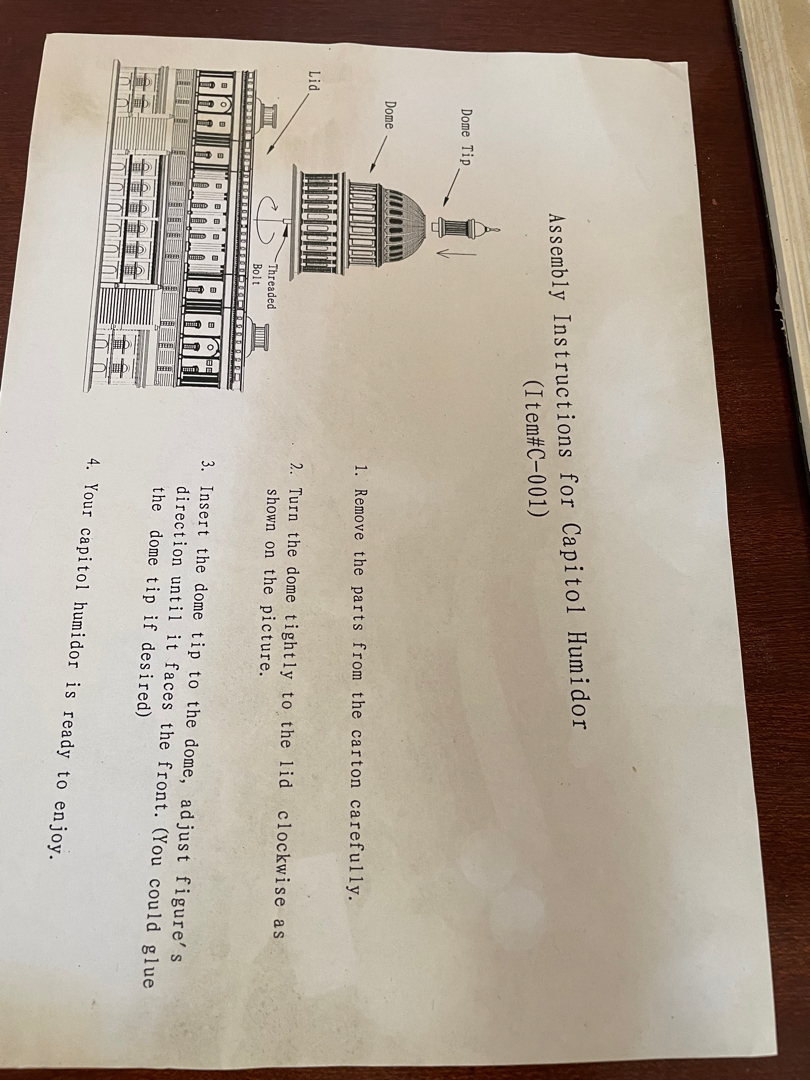 Assembly Instructions for Capitol Humidor
(Item#C-001)
Dome Tip
Dome
Lid
Threaded
Bolt
1. Remove the parts from the carton carefully.
2. Turn the dome tightly to the lid clockwise as
shown on the picture.
3. Insert the dome tip to the dome, adjust figure's
direction until it faces the front. (You could glue
the dome tip if desired)
4. Your capitol humidor is ready to enjoy.